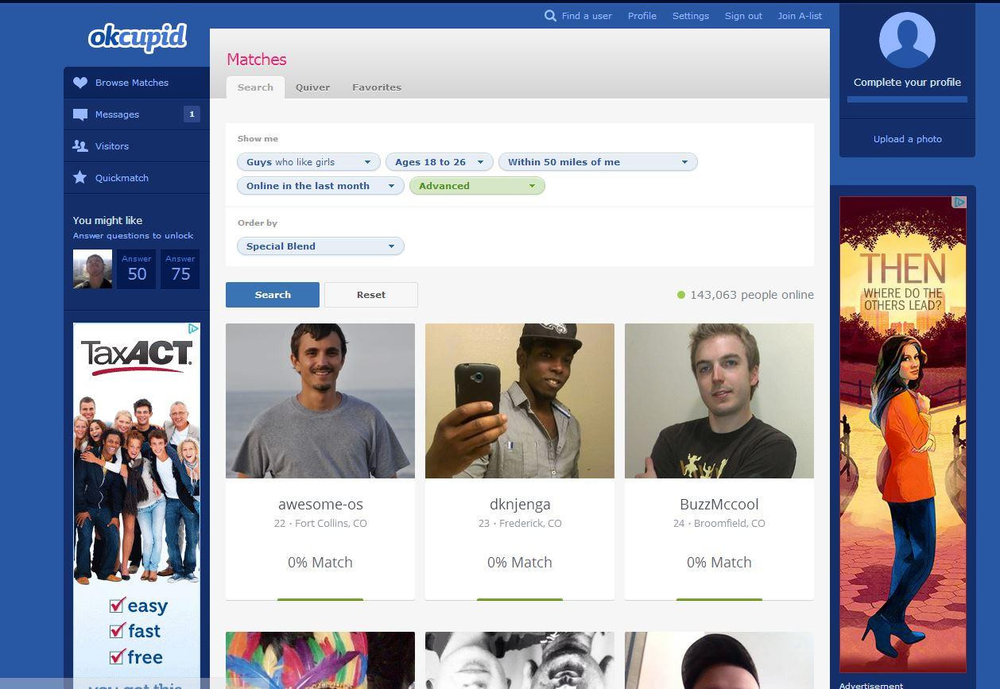 okcupid
Find a user
Profile
Settings
Sign out
Join A-list
Browse Matches
Messages
1
Visitors
Quickmatch
You might like
Answer questions to unlock
Answer
50
Answer
75
TaxACT.
easy
fast
free
you got this
Matches
Search
Quiver
Favorites
Show me
Guys who like girls
Ages 18 to 26
Within 50 miles of me
Online in the last month
Advanced
Order by
Special Blend
Search
Reset
143,063 people online
awesome-os
22 · Fort Collins, CO
0% Match
dknjenga
23 · Frederick, CO
0% Match
BuzzMccool
24 · Broomfield, CO
0% Match
Complete your profile
Upload a photo
THEN
WHERE DO THE
OTHERS LEAD?
Advertisement